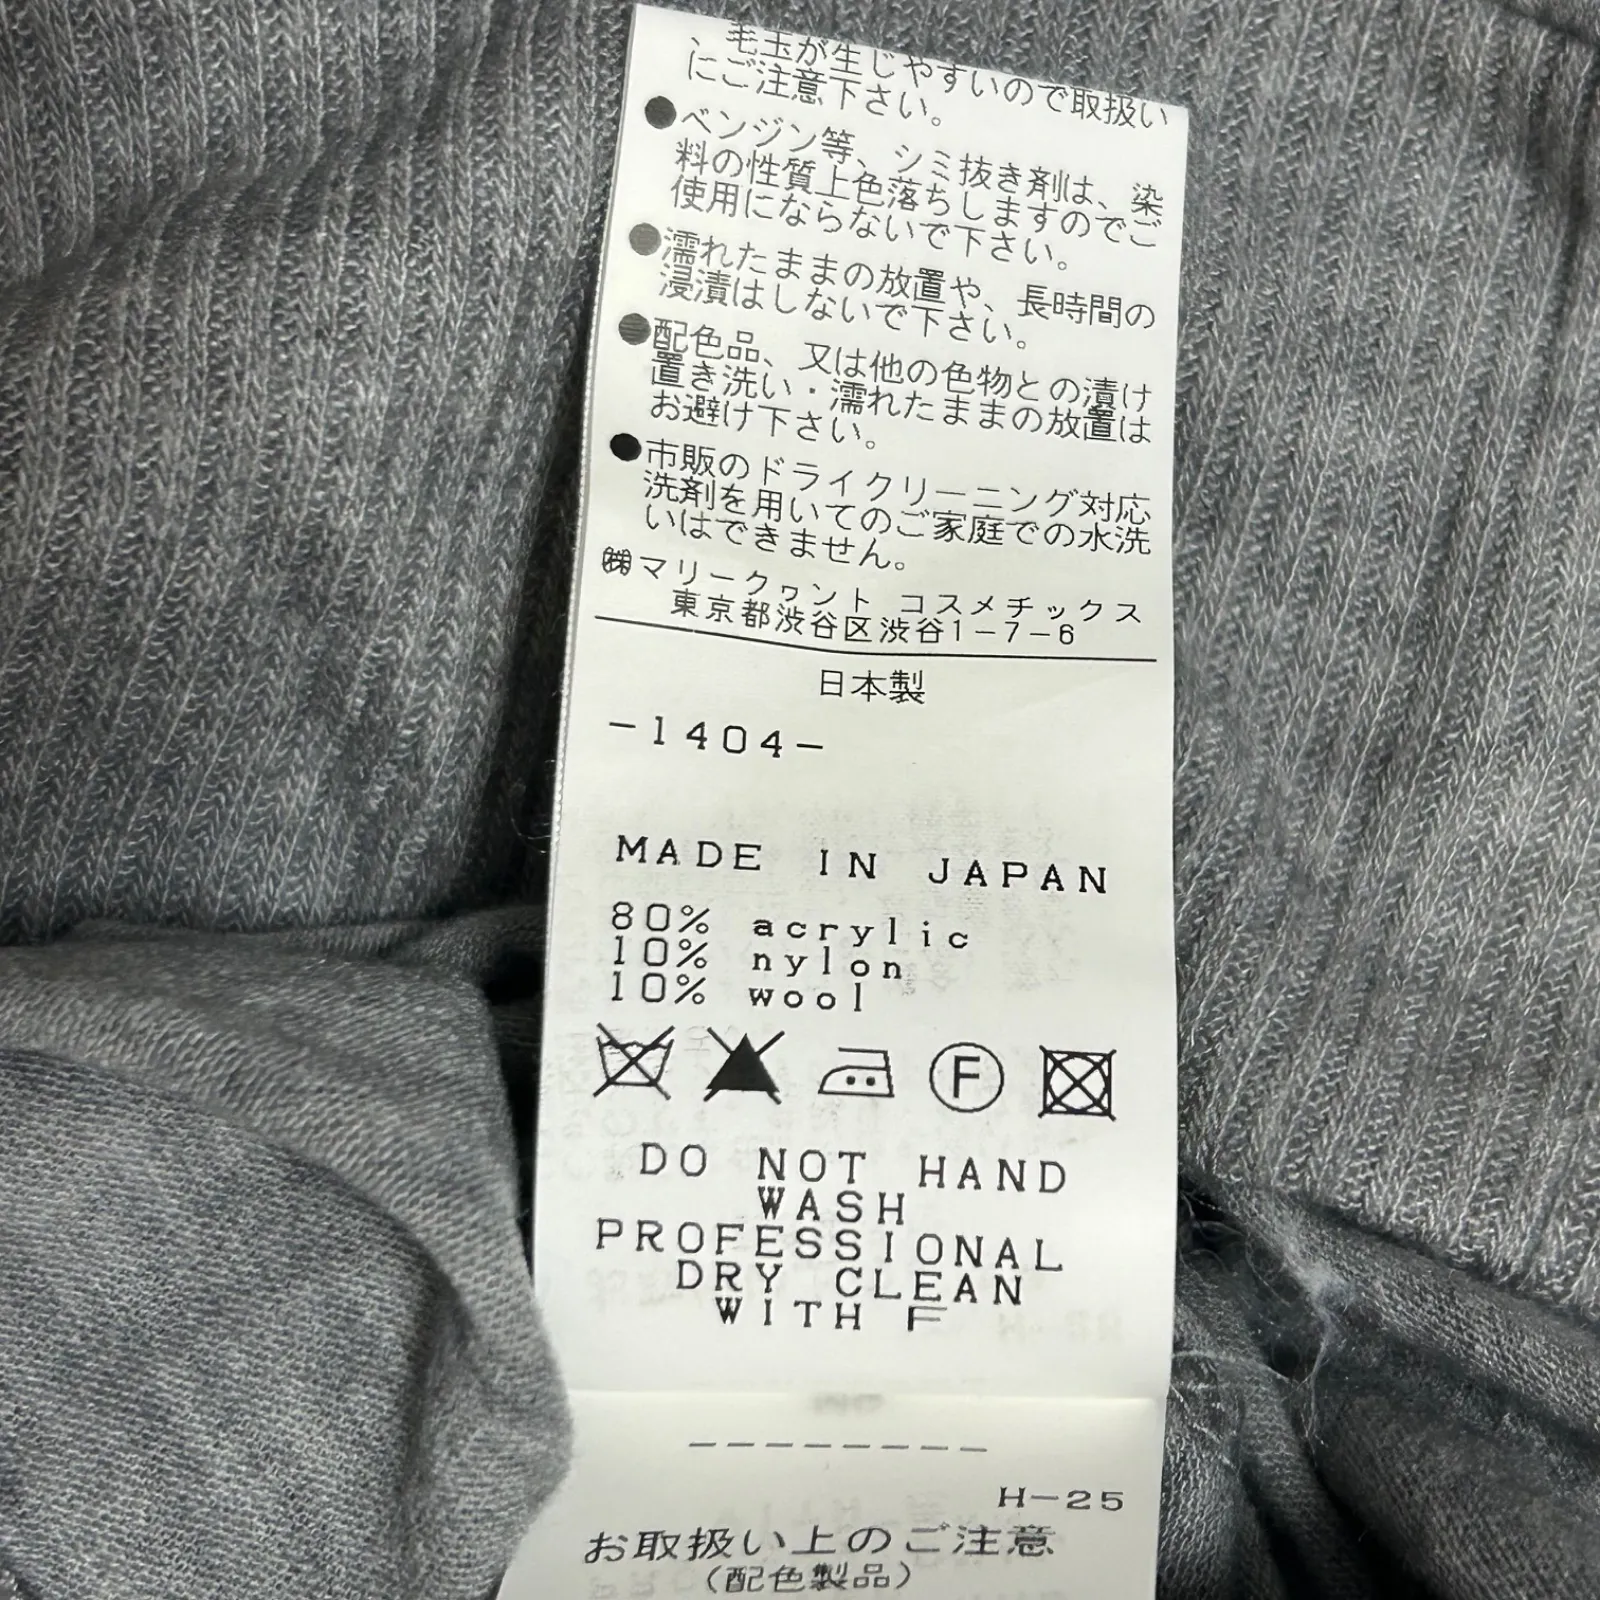 、毛玉が生じやすいので取扱い
にご注意下さい。
●ベンジン等、シミ抜き剤は、染
料の性質上色落ちしますのでご
使用にならないで下さい。
●濡れたままの放置や、長時間の
浸漬はしないで下さい。
●配色品、又は他の色物との漬け
置き洗い・濡れたままの放置は
お避け下さい。
●市販のドライクリーニング対応
洗剤を用いてのご家庭での水洗
いはできません。
㈱マリークヮント コスメチックス
東京都渋谷区渋谷1-7-6
日本製
-1404-
MADE IN JAPAN
80% acrylic
10% nylon
10% wool
F
DO NOT HAND
WASH
PROFESSIONAL
DRY CLEAN
WITH F
--------
H-25
お取扱い上のご注意
(配色製品)